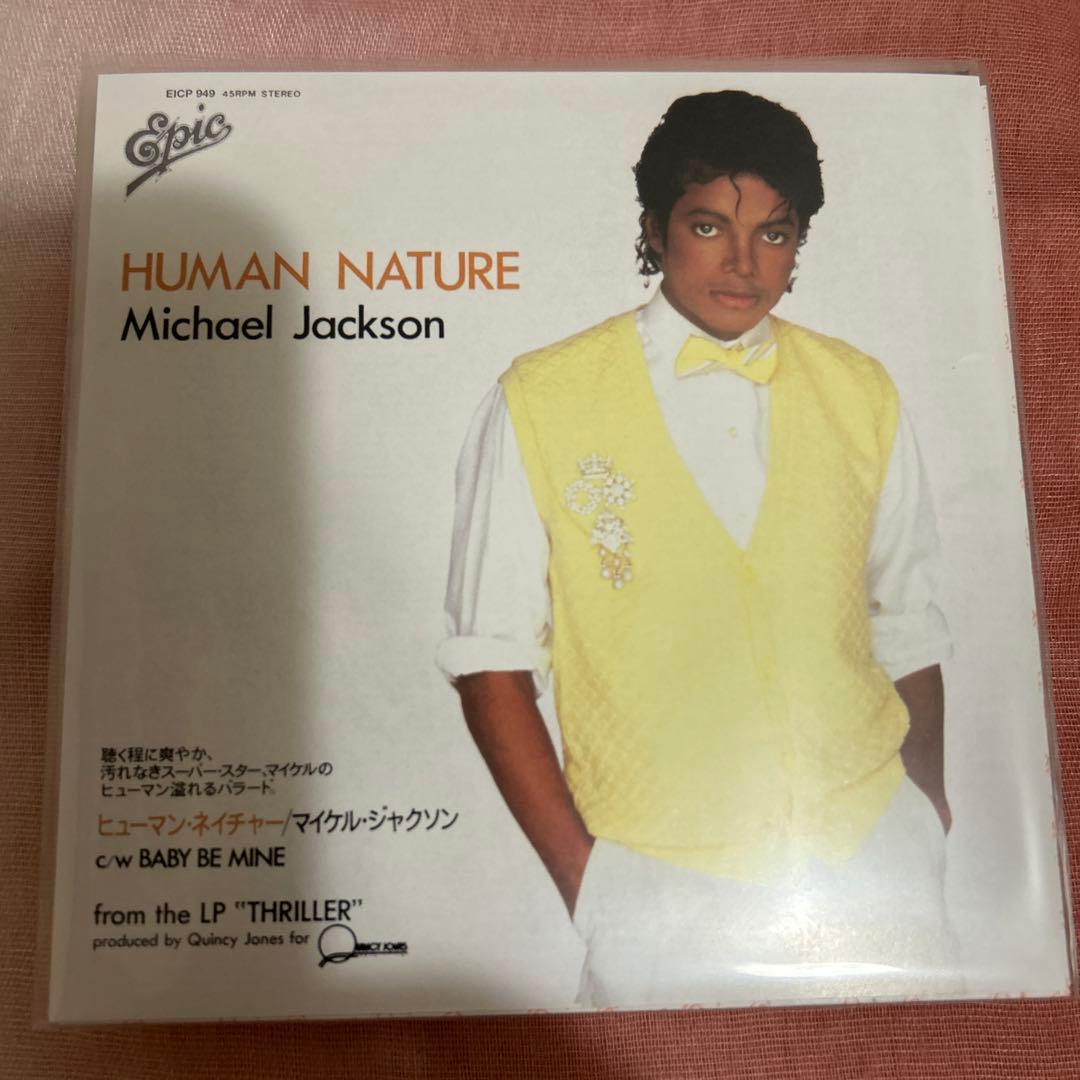 EICP 949 45RPM STEREO
Epic
HUMAN NATURE
Michael Jackson
聴く程に爽やか、
汚れなきスーパー・スター、マイケルの
ヒューマン溢れるバラード。
ヒューマン・ネイチャー/マイケル・ジャクソン
c/w BABY BE MINE
from the LP "THRILLER"
produced by Quincy Jones for QUINCY JONES